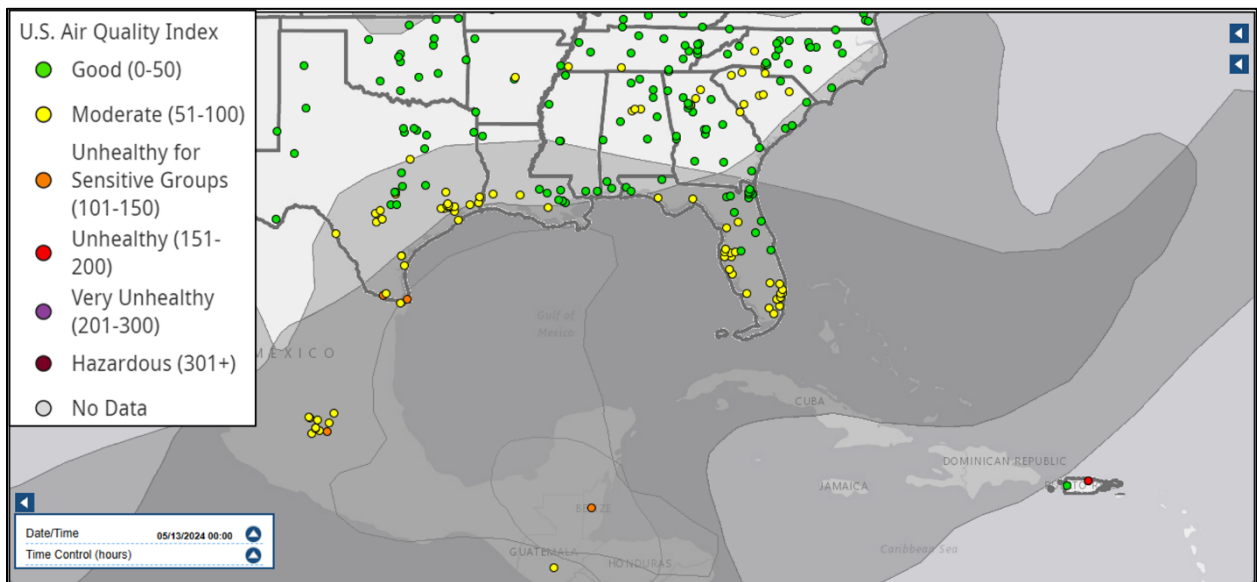 U.S. Air Quality Index
Good (0-50)
Moderate (51-100)
Unhealthy for
Sensitive Groups
(101-150)
Unhealthy (151-
200)
Very Unhealthy
(201-300)
Hazardous (301+)
No Data
Gulf of
Mexico
MEXICO
CUBA
DOMINICAN REPUBLIC
JAMAICA
Date/Time 05/13/2024 00:00
Time Control (hours)
GUATEMALA
HONDURAS
Caribbean Sea